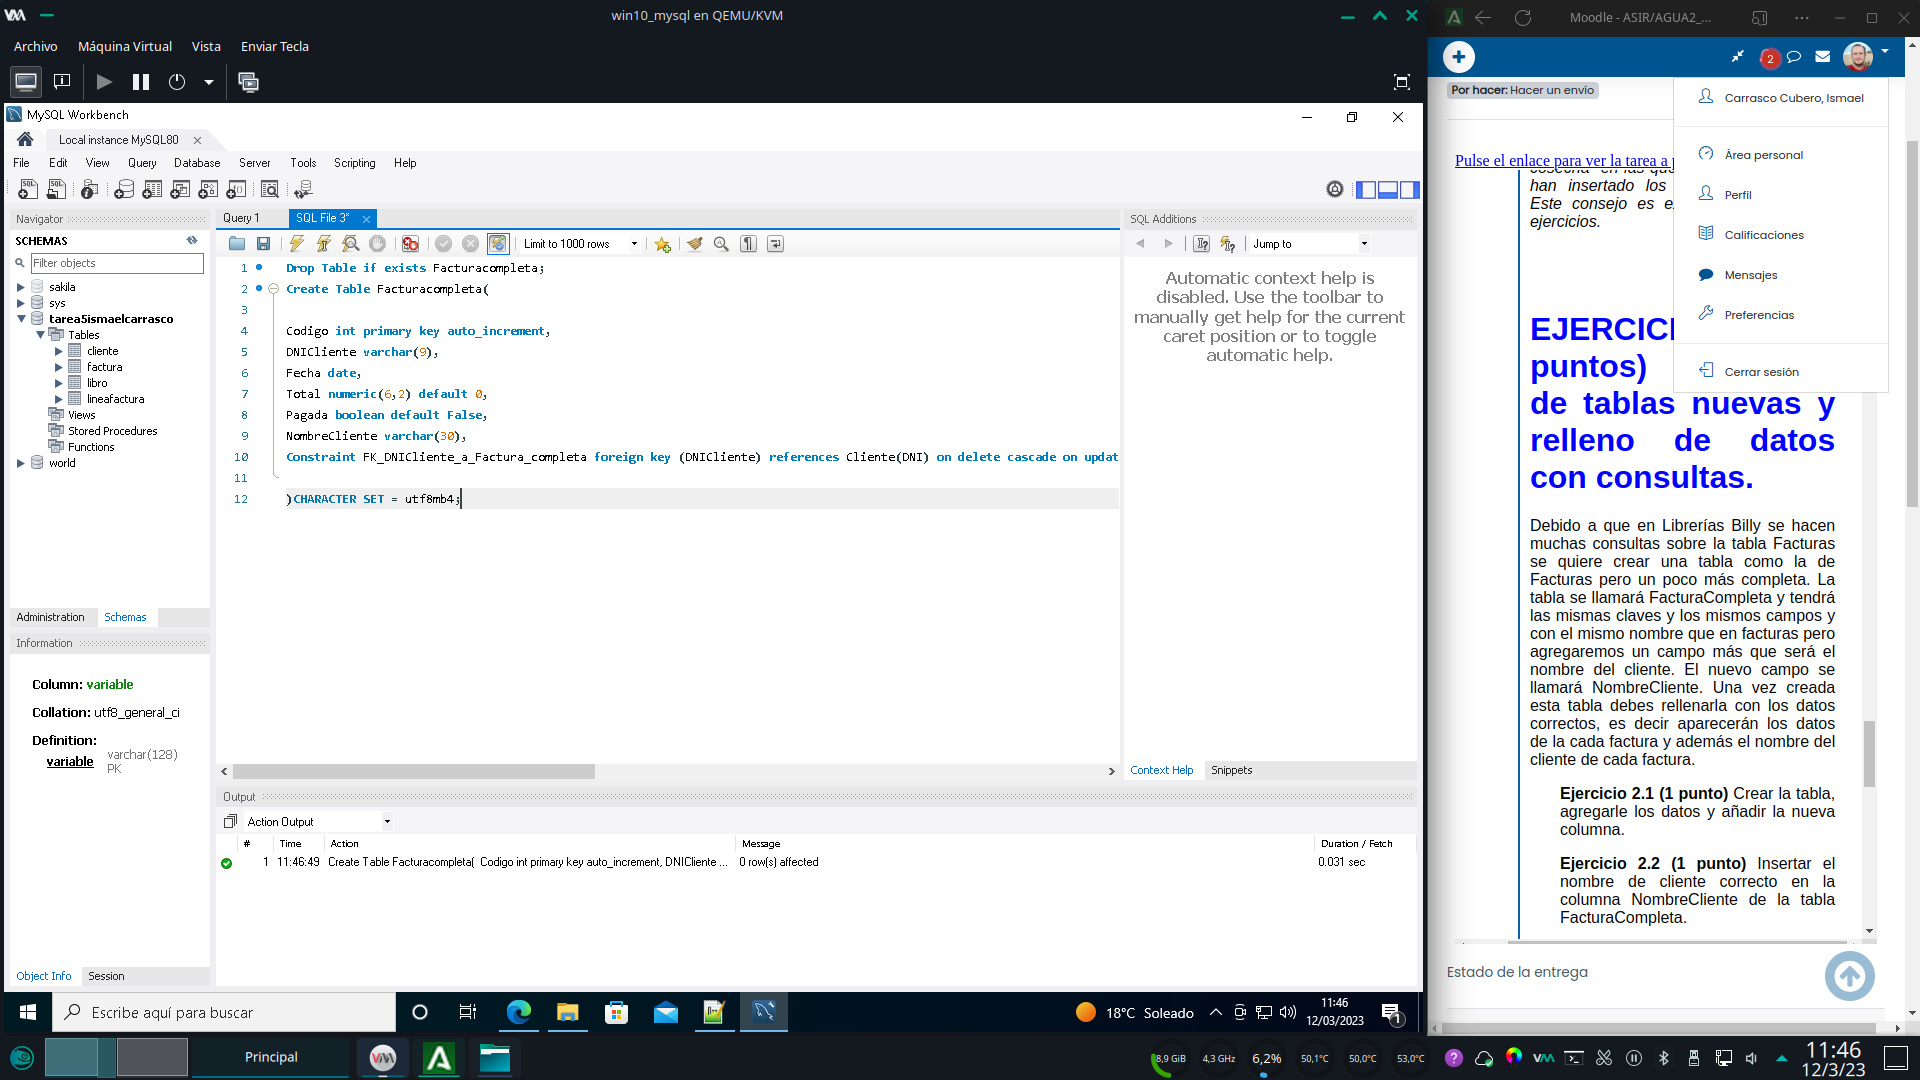 win10_mysql en QEMU/KVM
Archivo Máquina Virtual Vista Enviar Tecla
MySQL Workbench
Local instance MySQL80
File Edit View Query Database Server Tools Scripting Help
Navigator
SCHEMAS
Filter objects
sakila
sys
tarea5ismaelcarrasco
Tables
cliente
factura
libro
lineafactura
Views
Stored Procedures
Functions
world
Administration Schemas
Information
Column: variable
Collation: utf8_general_ci
Definition:
variable varchar(128)
PK
Object Info Session
Query 1 SQL File 3*
Limit to 1000 rows
1 Drop Table if exists Facturacompleta;
2 Create Table Facturacompleta(
3
4 Codigo int primary key auto_increment,
5 DNICliente varchar(9),
6 Fecha date,
7 Total numeric(6,2) default 0,
8 Pagada boolean default False,
9 NombreCliente varchar(30),
10 Constraint FK_DNICliente_a_Factura_completa foreign key (DNICliente) references Cliente(DNI) on delete cascade on updat
11
12 )CHARACTER SET = utf8mb4;
SQL Additions
Jump to
Automatic context help is
disabled. Use the toolbar to
manually get help for the current
caret position or to toggle
automatic help.
Context Help Snippets
Output
Action Output
# Time Action Message Duration / Fetch
1 11:46:49 Create Table Facturacompleta( Codigo int primary key auto_increment, DNICliente ... 0 row(s) affected 0.031 sec
Escribe aquí para buscar
18°C Soleado
11:46
12/03/2023
1
Moodle - ASIR/AGUA2_...
2
Por hacer: Hacer un envío
Carrasco Cubero, Ismael
Área personal
Perfil
Calificaciones
Mensajes
Preferencias
Cerrar sesión
Pulse el enlace para ver la tarea a
cosecha" en las que
han insertado los
Este consejo es e
ejercicios.
EJERCICI
puntos)
de tablas nuevas y
relleno de datos
con consultas.
Debido a que en Librerías Billy se hacen
muchas consultas sobre la tabla Facturas
se quiere crear una tabla como la de
Facturas pero un poco más completa. La
tabla se llamará FacturaCompleta y tendrá
las mismas claves y los mismos campos y
con el mismo nombre que en facturas pero
agregaremos un campo más que será el
nombre del cliente. El nuevo campo se
llamará NombreCliente. Una vez creada
esta tabla debes rellenarla con los datos
correctos, es decir aparecerán los datos
de la cada factura y además el nombre del
cliente de cada factura.
Ejercicio 2.1 (1 punto) Crear la tabla,
agregarle los datos y añadir la nueva
columna.
Ejercicio 2.2 (1 punto) Insertar el
nombre de cliente correcto en la
columna NombreCliente de la tabla
FacturaCompleta.
Estado de la entrega
Principal
8,9 GiB 4,3 GHz 6,2% 50,1°C 50,0°C 53,0°C
11:46
12/3/23